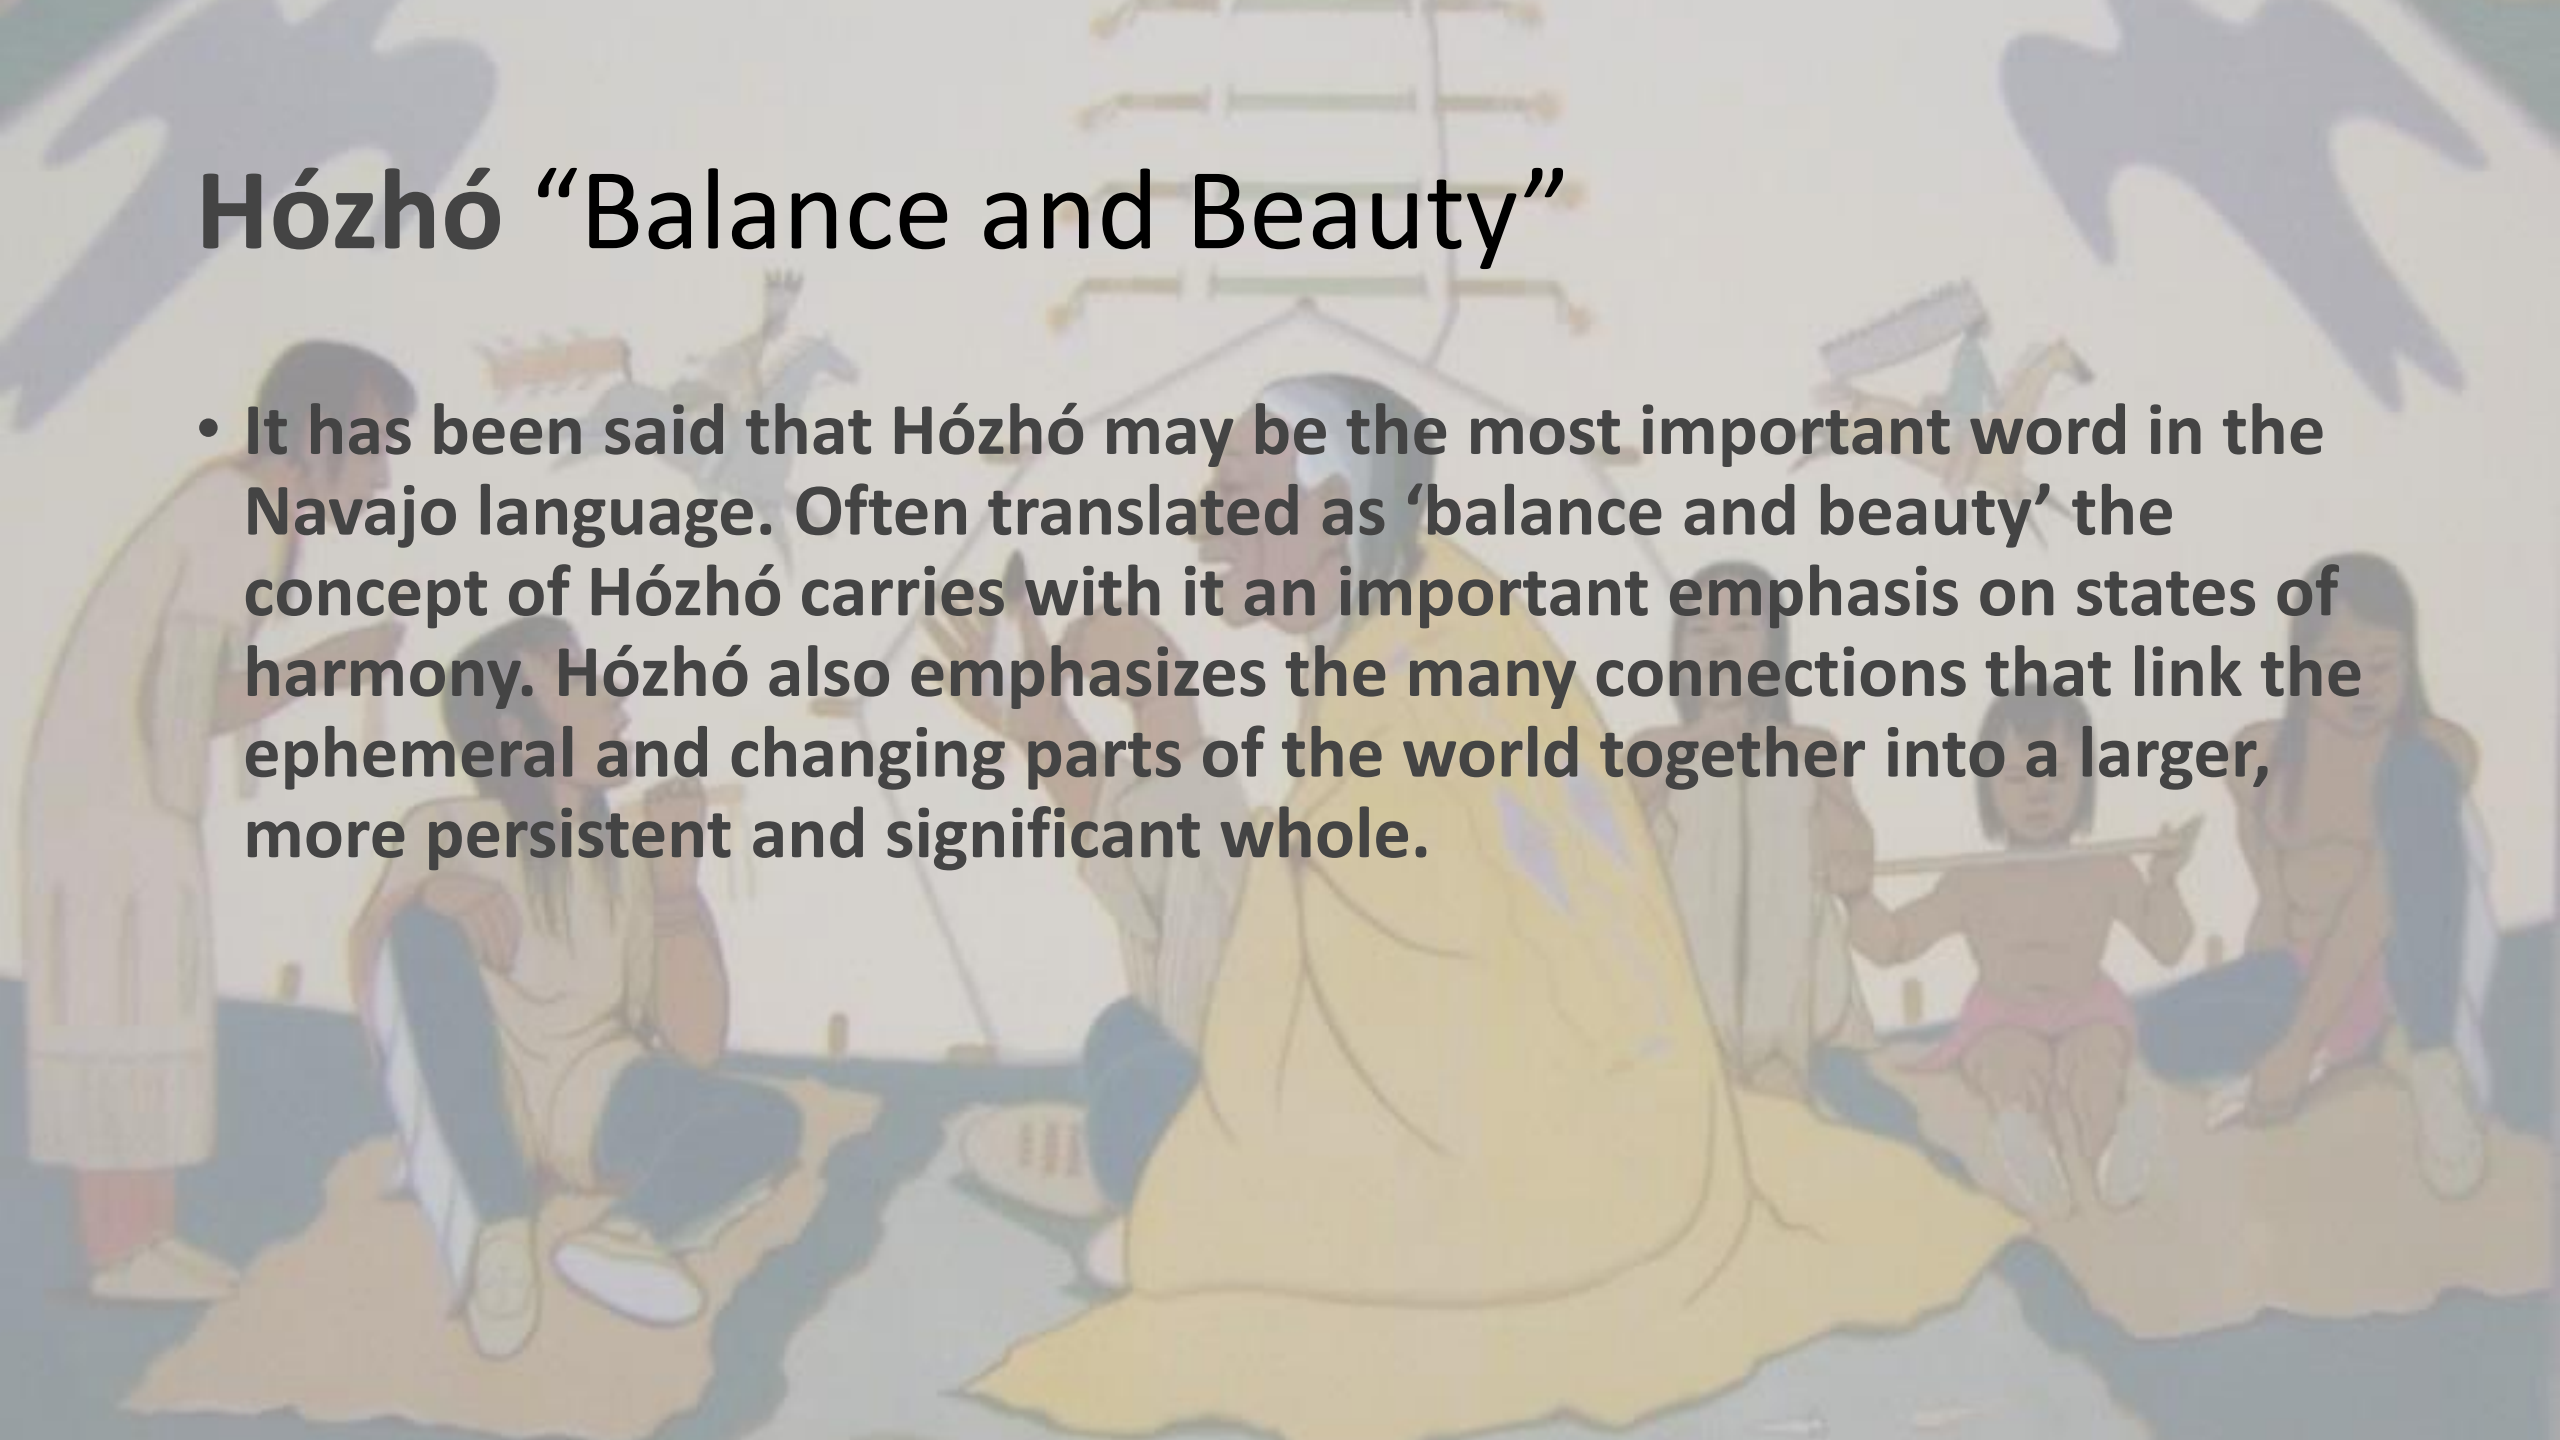 Hózhó “Balance and Beauty”
• It has been said that Hózhó may be the most important word in the
Navajo language. Often translated as ‘balance and beauty’ the
concept of Hózhó carries with it an important emphasis on states of
harmony. Hózhó also emphasizes the many connections that link the
ephemeral and changing parts of the world together into a larger,
more persistent and significant whole.